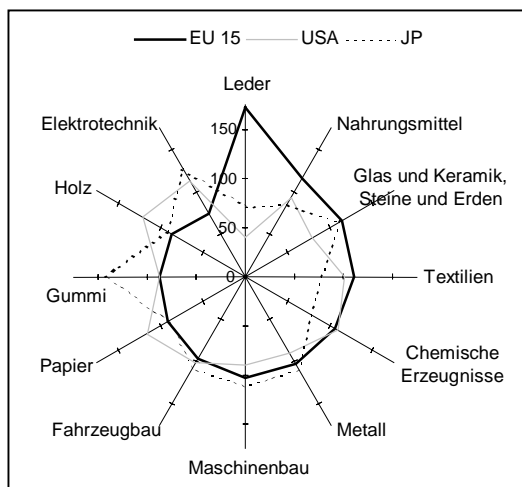 EU 15 USA JP
Leder
Elektrotechnik
Nahrungsmittel
150
Glas und Keramik,
Steine und Erden
Holz
100
50
Gummi
0
Textilien
Papier
Chemische
Erzeugnisse
Fahrzeugbau
Metall
Maschinenbau